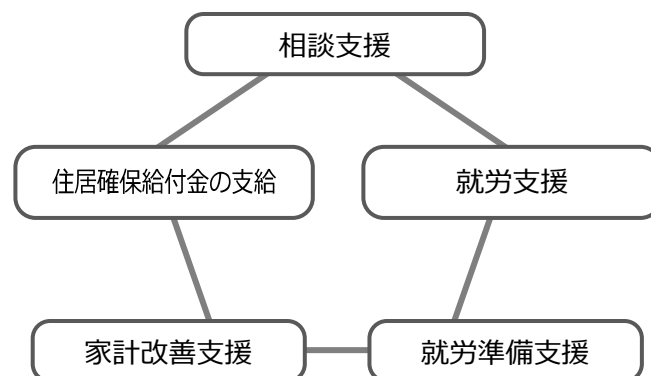 相談支援
住居確保給付金の支給
就労支援
家計改善支援
就労準備支援